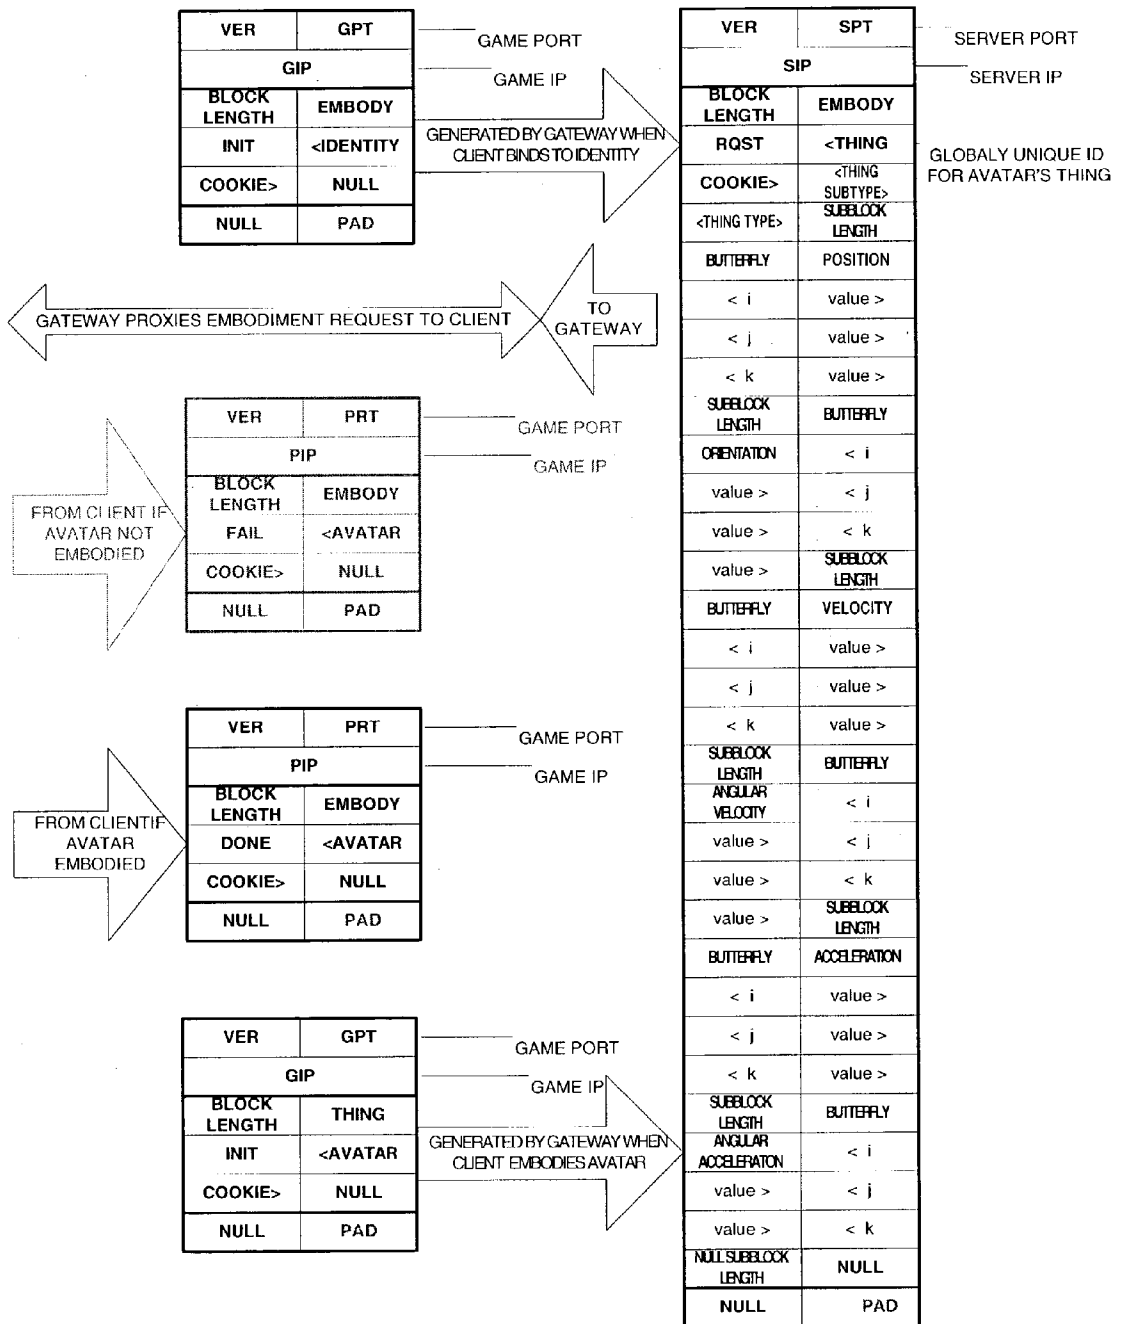 VER GPT
GAME PORT
GIP
GAME IP
BLOCK LENGTH EMBODY
INIT <IDENTITY
COOKIE> NULL
NULL PAD
GENERATED BY GATEWAY WHEN
CLIENT BINDS TO IDENTITY
GATEWAY PROXIES EMBODIMENT REQUEST TO CLIENT
TO
GATEWAY
VER PRT
GAME PORT
PIP
GAME IP
BLOCK LENGTH EMBODY
FAIL <AVATAR
COOKIE> NULL
NULL PAD
FROM CLIENT IF
AVATAR NOT
EMBODIED
VER PRT
GAME PORT
PIP
GAME IP
BLOCK LENGTH EMBODY
DONE <AVATAR
COOKIE> NULL
NULL PAD
FROM CLIENTIF
AVATAR
EMBODIED
VER GPT
GAME PORT
GIP
GAME IP
BLOCK LENGTH THING
INIT <AVATAR
COOKIE> NULL
NULL PAD
GENERATED BY GATEWAY WHEN
CLIENT EMBODIES AVATAR
VER SPT
SERVER PORT
SIP
SERVER IP
BLOCK LENGTH EMBODY
RQST <THING
GLOBALY UNIQUE ID
FOR AVATAR'S THING
COOKIE> <THING SUBTYPE>
<THING TYPE> SUBBLOCK LENGTH
BUTTERFLY POSITION
< i value >
< j value >
< k value >
SUBBLOCK LENGTH BUTTERFLY
ORIENTATION < i
value > < j
value > < k
value > SUBBLOCK LENGTH
BUTTERFLY VELOCITY
< i value >
< j value >
< k value >
SUBBLOCK LENGTH BUTTERFLY
ANGULAR VELOCITY < i
value > < j
value > < k
value > SUBBLOCK LENGTH
BUTTERFLY ACCELERATION
< i value >
< j value >
< k value >
SUBBLOCK LENGTH BUTTERFLY
ANGULAR ACCELERATON < i
value > < j
value > < k
NULL SUBBLOCK LENGTH NULL
NULL PAD